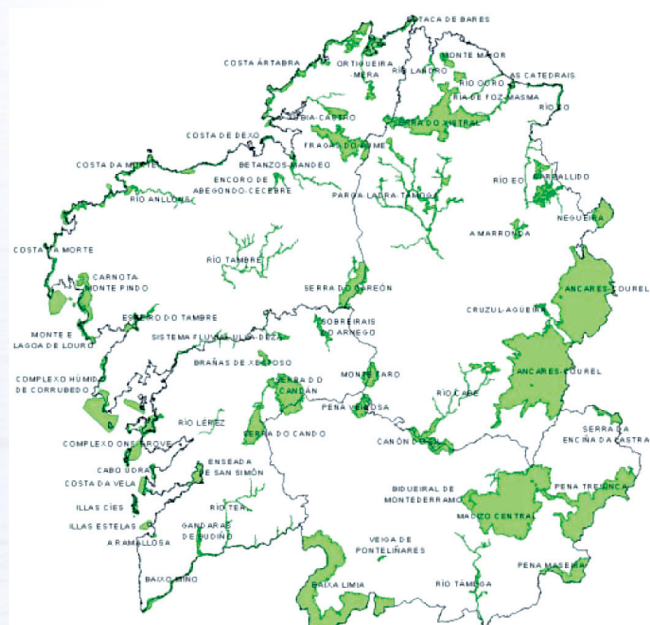 ESTACA DE BARES
COSTA ÁRTABRA
ORTIGUEIRA
MERA
MONTE MAIOR
RÍO LANDRO
RÍO OURO
AS CATEDRAIS
RÍA DE FOZ-MASMA
RÍO EO
XUBIA-CASTRO
SERRA DO XISTRAL
COSTA DE DEXO
FRAGAS DO EUME
COSTA DA MORTE
BETANZOS-MANDEO
ENCORO DE
ABEGONDO-CECEBRE
RÍO ANLLÓNS
PARGA-LADRA-TÁMOGA
RÍO EO
CARBALLIDO
NEGUEIRA
A MARRONDA
COSTA DA MORTE
RÍO TAMBRE
CARNOTA-
MONTE PINDO
SERRA DO CAREÓN
ANCARES-COUREL
CRUZUL-AGÜEIRA
ESTEIRO DO TAMBRE
SOBREIRAIS
DO ARNEGO
MONTE E
LAGOA DE LOURO
SISTEMA FLUVIAL ULLA-DEZA
BRAÑAS DE XESTOSO
ANCARES-COUREL
COMPLEXO HÚMIDO
DE CORRUBEDO
SERRA DO
CANDÁN
MONTE FARO
RÍO CABE
PENA VEIDOSA
RÍO LÉREZ
SERRA DO CANDO
CANÓN DO SIL
SERRA DA
ENCIÑA DA LASTRA
COMPLEXO ONS-GROVE
CABO UDRA
COSTA DA VELA
ENSEADA
DE SAN SIMÓN
BIDUEIRAL DE
MONTEDERRAMO
PENA TREVINCA
MACIZO CENTRAL
ILLAS CÍES
RÍO TEA
ILLAS ESTELAS
GÁNDARAS
DE BUDIÑO
A RAMALLOSA
VEIGA DE
PONTELIÑARES
BAIXO MIÑO
BAIXA LIMIA
RÍO TÁMEGA
PENA MASEIRA